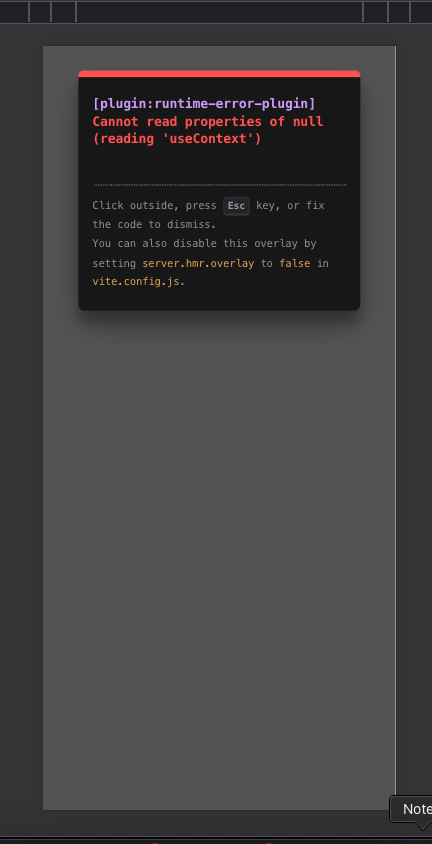 [plugin:runtime-error-plugin]
Cannot read properties of null
(reading 'useContext')
Click outside, press Esc key, or fix
the code to dismiss.
You can also disable this overlay by
setting server.hmr.overlay to false in
vite.config.js.
Note